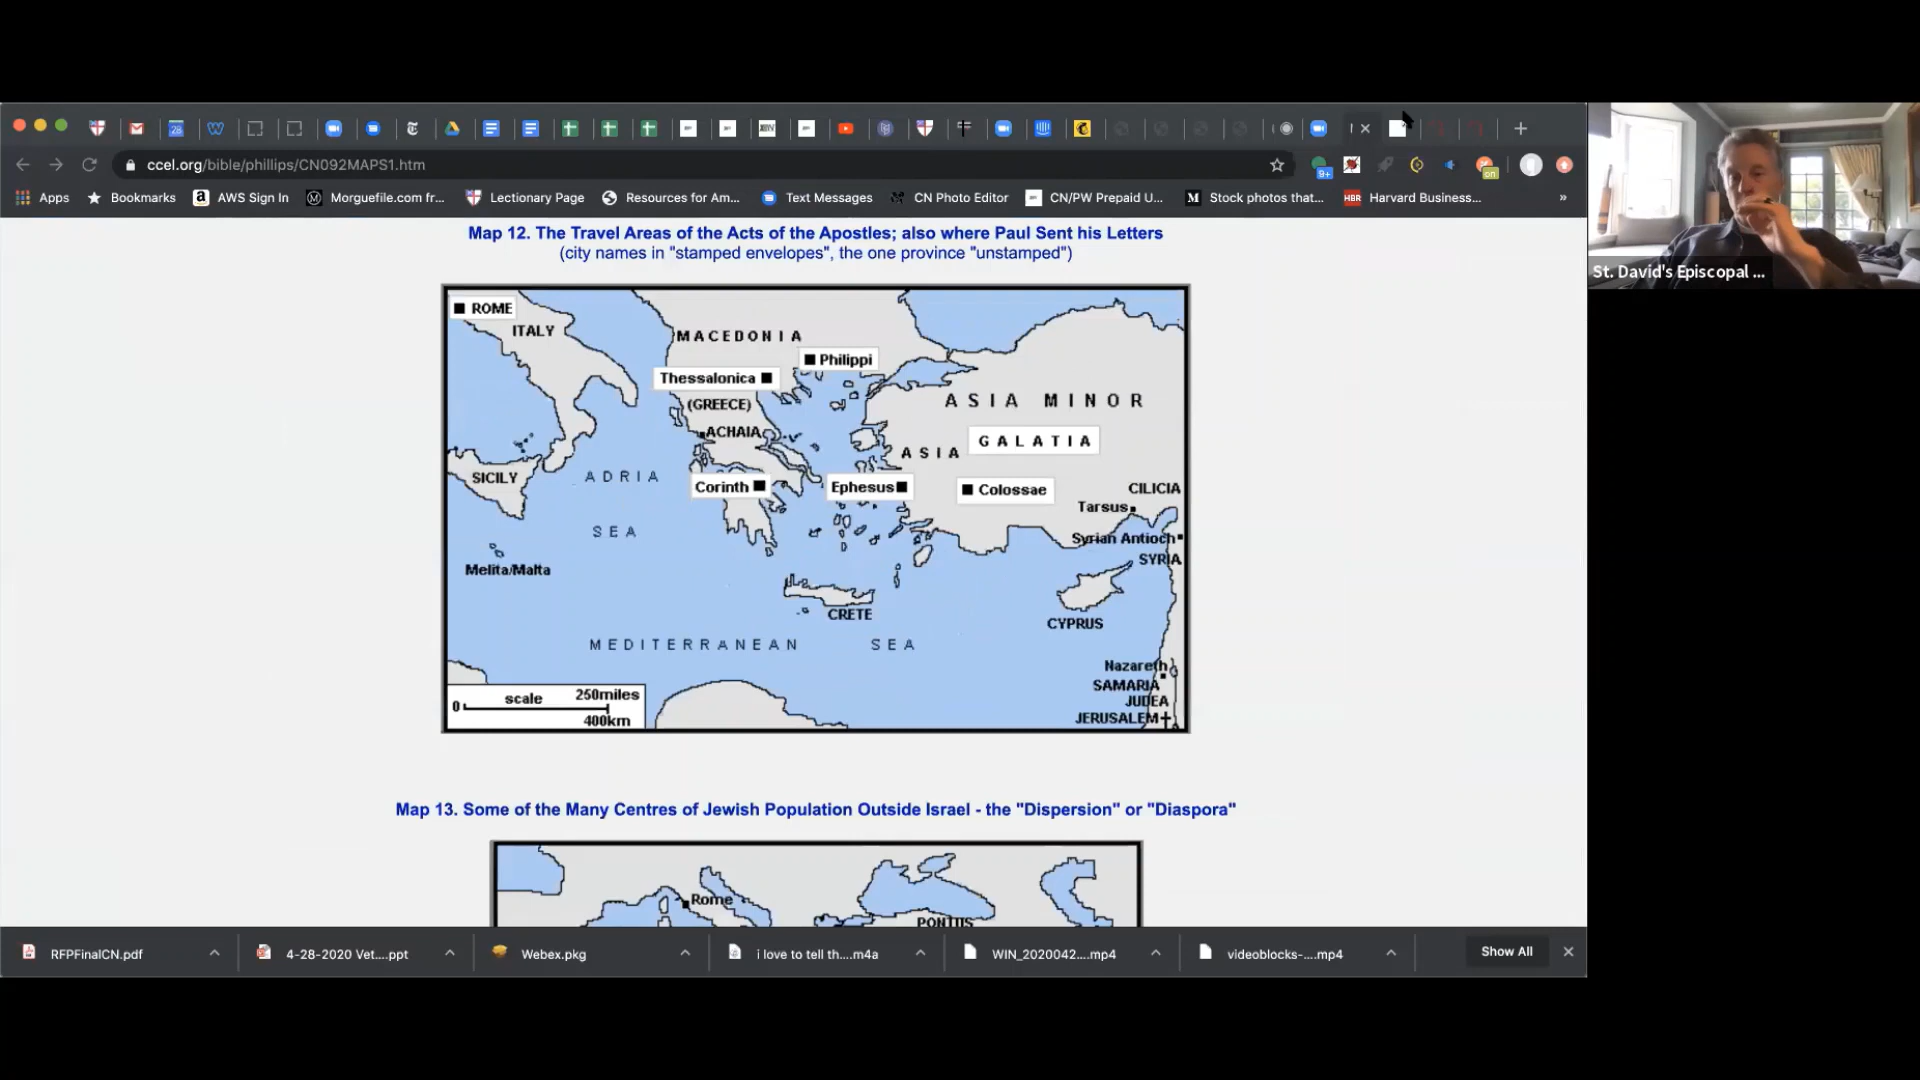 ccel.org/bible/phillips/CN092MAPS1.htm
9+
on
Apps
Bookmarks
AWS Sign In
Morguefile.com fr...
Lectionary Page
Resources for Am...
Text Messages
CN Photo Editor
CN/PW Prepaid U...
Stock photos that...
HBR
Harvard Business...
»
Map 12. The Travel Areas of the Acts of the Apostles; also where Paul Sent his Letters
(city names in "stamped envelopes", the one province "unstamped")
ROME
ITALY
MACEDONIA
Philippi
Thessalonica
(GREECE)
ASIA MINOR
ACHAIA
GALATIA
ASIA
SICILY
ADRIA
Corinth
Ephesus
Colossae
CILICIA
Tarsus
SEA
Syrian Antioch
SYRIA
Melita/Malta
CRETE
CYPRUS
MEDITERRANEAN SEA
Nazareth
SAMARIA
JUDEA
JERUSALEM
0 scale 250miles
400km
Map 13. Some of the Many Centres of Jewish Population Outside Israel - the "Dispersion" or "Diaspora"
Rome
PONTUS
RFPFinalCN.pdf
4-28-2020 Vet....ppt
Webex.pkg
i love to tell th....m4a
WIN_2020042....mp4
videoblocks-....mp4
Show All
St. David's Episcopal ...